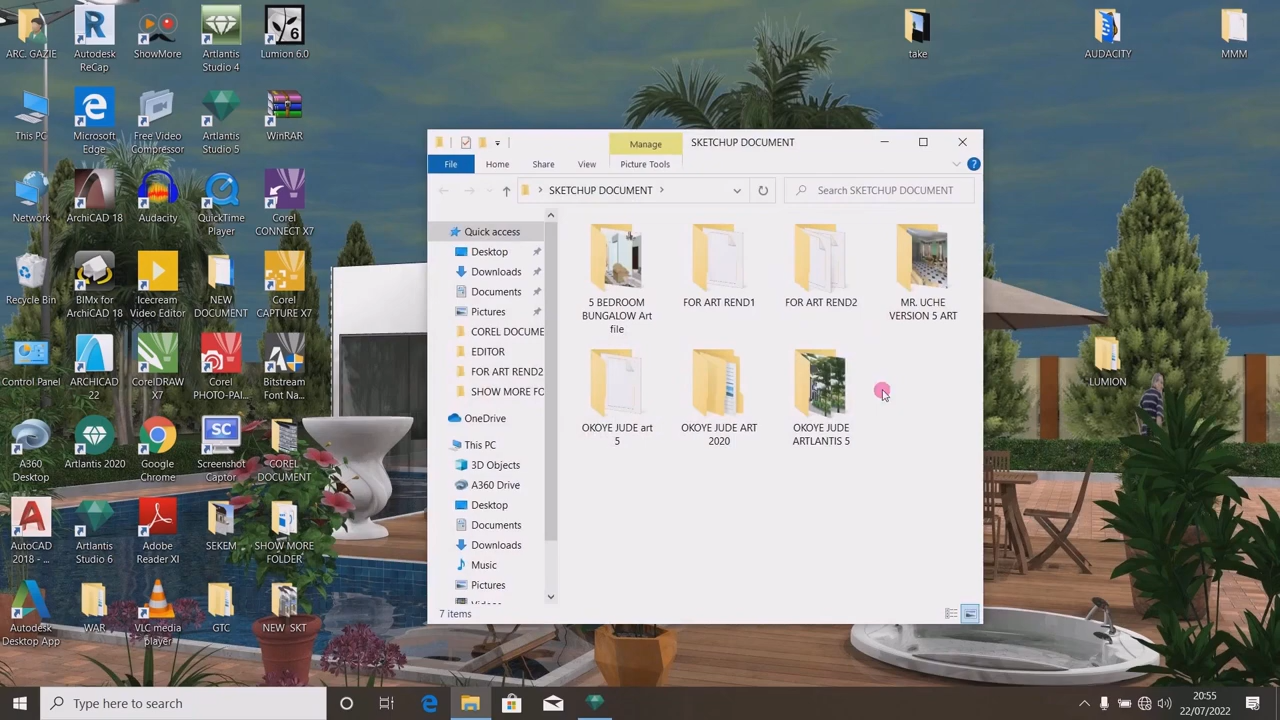 ARC. GAZIE
Autodesk
ReCap
ShowMore
Artlantis
Studio 4
Lumion 6.0
take
AUDACITY
MMM
This PC
Microsoft
Edge
Free Video
Compressor
Artlantis
Studio 5
WinRAR
Network
ArchiCAD 18
Audacity
QuickTime
Player
Corel
CONNECT X7
Recycle Bin
BIMx for
ArchiCAD 18
Icecream
Video Editor
NEW
DOCUMENT
Corel
CAPTURE X7
Control Panel
ARCHICAD
22
CorelDRAW
X7
Corel
PHOTO-PAI...
Bitstream
Font Na...
A360
Desktop
Artlantis 2020
Google
Chrome
SC
Screenshot
Captor
COREL
DOCUMENT
AutoCAD
2018 - ...
Artlantis
Studio 6
Adobe
Reader XI
SEKEM
SHOW MORE
FOLDER
Autodesk
Desktop App
WAR
VLC media
player
GTC
NEW SKT
LUMION
Manage
SKETCHUP DOCUMENT
File
Home
Share
View
Picture Tools
SKETCHUP DOCUMENT
Search SKETCHUP DOCUMENT
Quick access
Desktop
Downloads
Documents
Pictures
COREL DOCUME
EDITOR
FOR ART REND2
SHOW MORE FO
OneDrive
This PC
3D Objects
A360 Drive
Desktop
Documents
Downloads
Music
Pictures
5 BEDROOM
BUNGALOW Art
file
FOR ART REND1
FOR ART REND2
MR. UCHE
VERSION 5 ART
OKOYE JUDE art
5
OKOYE JUDE ART
2020
OKOYE JUDE
ARTLANTIS 5
7 items
Type here to search
20:55
22/07/2022